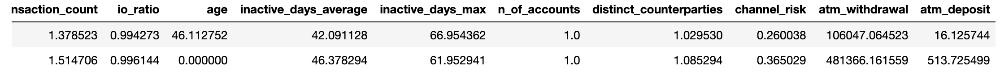 nsaction_count io_ratio age inactive_days_average inactive_days_max n_of_accounts distinct_counterparties channel_risk atm_withdrawal atm_deposit
1.378523 0.994273 46.112752 42.091128 66.954362 1.0 1.029530 0.260038 106047.064523 16.125744
1.514706 0.996144 0.000000 46.378294 61.952941 1.0 1.085294 0.365029 481366.161559 513.725499